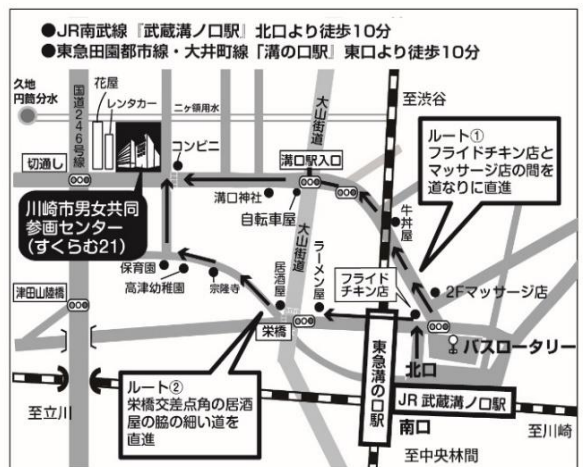 ●JR南武線『武蔵溝ノ口駅』北口より徒歩10分
●東急田園都市線・大井町線「溝の口駅」東口より徒歩10分
久地
円筒分水
花屋
レンタカー
国道246号線
二ヶ領用水
大山街道
至渋谷
ルート①
フライドチキン店と
マッサージ店の間を
道なりに直進
コンビニ
切通し
溝口駅入口
溝口神社
自転車屋
牛丼屋
川崎市男女共同
参画センター
(すくらむ21)
大山街道
ラーメン屋
居酒屋
保育園
高津幼稚園
宗隆寺
フライド
チキン店
2Fマッサージ店
津田山陸橋
栄橋
バスロータリー
北口
東急溝の口駅
ルート②
栄橋交差点角の居酒
屋の脇の細い道を
直進
JR 武蔵溝ノ口駅
南口
至立川
至川崎
至中央林間